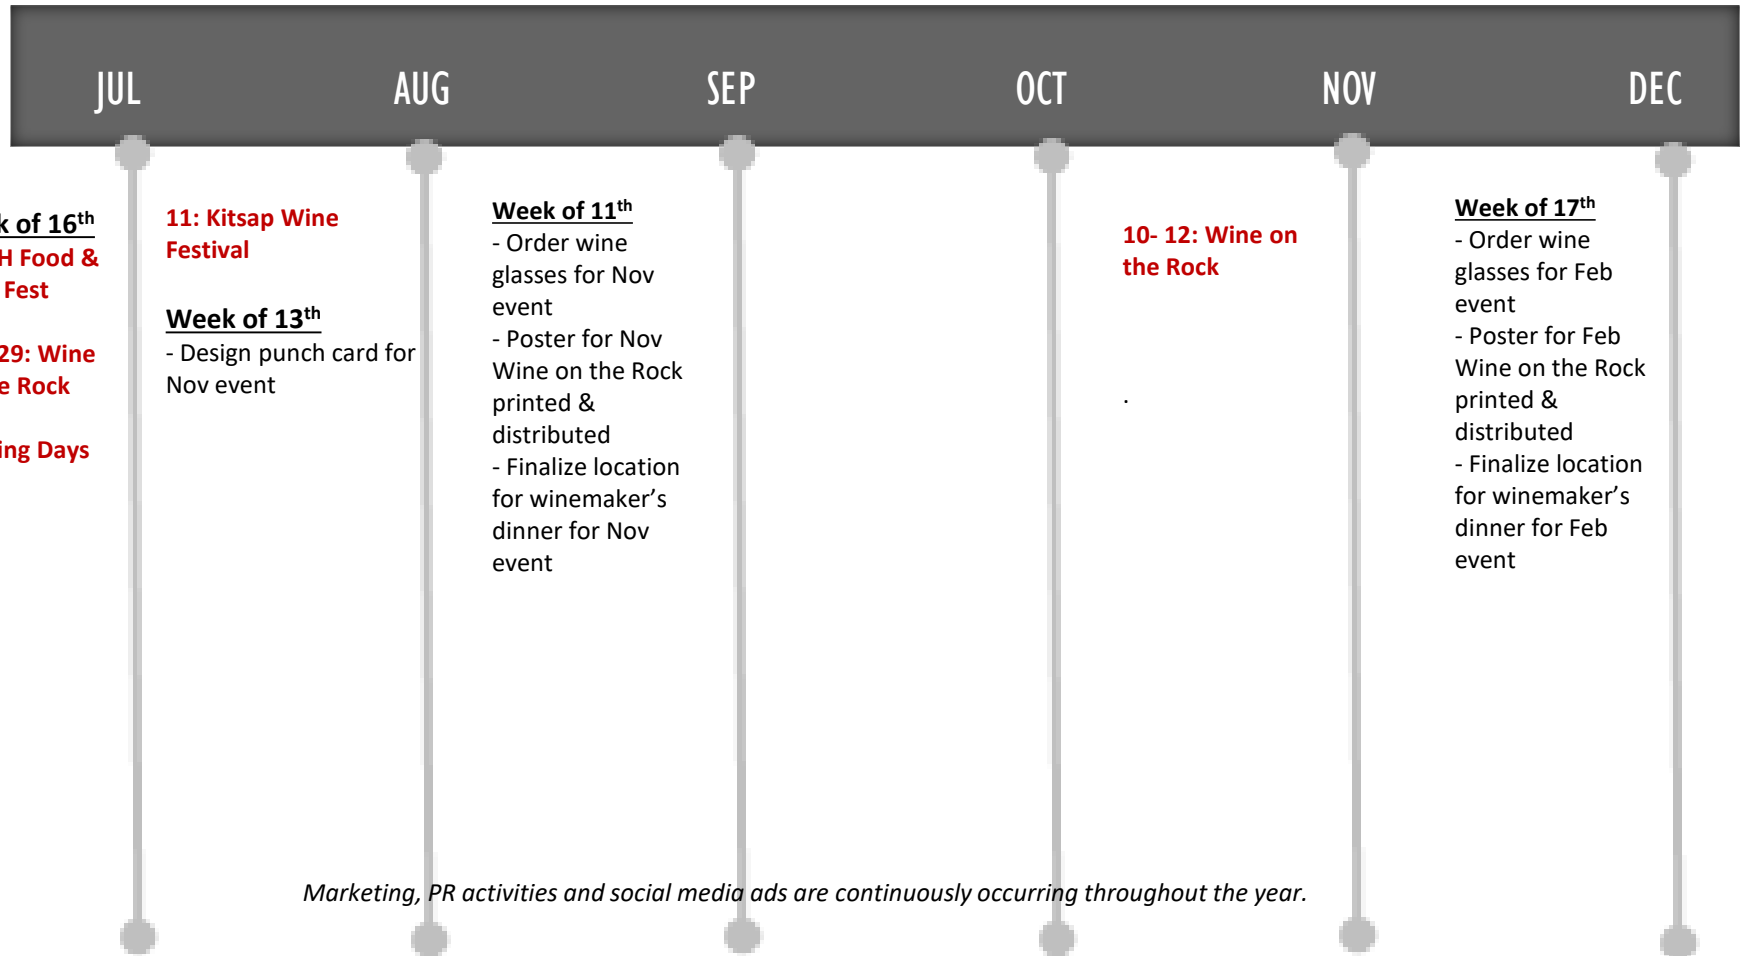 JUL AUG SEP OCT NOV DEC
k of 16th
H Food &
Fest
29: Wine
e Rock
ing Days
11: Kitsap Wine
Festival
Week of 13th
- Design punch card for
Nov event
Week of 11th
- Order wine
glasses for Nov
event
- Poster for Nov
Wine on the Rock
printed &
distributed
- Finalize location
for winemaker’s
dinner for Nov
event
10- 12: Wine on
the Rock
.
Week of 17th
- Order wine
glasses for Feb
event
- Poster for Feb
Wine on the Rock
printed &
distributed
- Finalize location
for winemaker’s
dinner for Feb
event
Marketing, PR activities and social media ads are continuously occurring throughout the year.